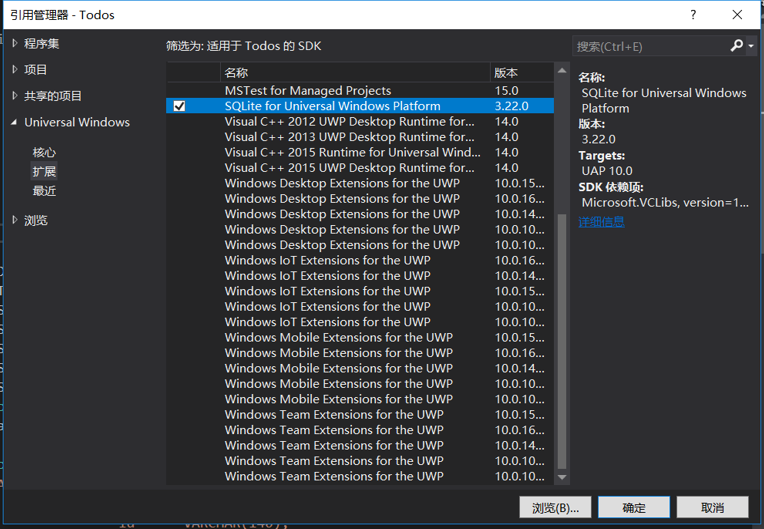 引用管理器 - Todos
程序集
项目
共享的项目
Universal Windows
核心
扩展
最近
浏览
筛选为: 适用于 Todos 的 SDK
搜索(Ctrl+E)
名称 版本
MSTest for Managed Projects 15.0
SQLite for Universal Windows Platform 3.22.0
Visual C++ 2012 UWP Desktop Runtime for... 14.0
Visual C++ 2013 UWP Desktop Runtime for... 14.0
Visual C++ 2015 Runtime for Universal Wind... 14.0
Visual C++ 2015 UWP Desktop Runtime for... 14.0
Windows Desktop Extensions for the UWP 10.0.15...
Windows Desktop Extensions for the UWP 10.0.16...
Windows Desktop Extensions for the UWP 10.0.14...
Windows Desktop Extensions for the UWP 10.0.10...
Windows Desktop Extensions for the UWP 10.0.10...
Windows IoT Extensions for the UWP 10.0.16...
Windows IoT Extensions for the UWP 10.0.14...
Windows IoT Extensions for the UWP 10.0.15...
Windows IoT Extensions for the UWP 10.0.10...
Windows IoT Extensions for the UWP 10.0.10...
Windows Mobile Extensions for the UWP 10.0.15...
Windows Mobile Extensions for the UWP 10.0.16...
Windows Mobile Extensions for the UWP 10.0.14...
Windows Mobile Extensions for the UWP 10.0.10...
Windows Mobile Extensions for the UWP 10.0.10...
Windows Team Extensions for the UWP 10.0.15...
Windows Team Extensions for the UWP 10.0.16...
Windows Team Extensions for the UWP 10.0.14...
Windows Team Extensions for the UWP 10.0.10...
Windows Team Extensions for the UWP 10.0.10...
名称:
SQLite for Universal Windows
Platform
版本:
3.22.0
Targets:
UAP 10.0
SDK 依赖项:
Microsoft.VCLibs, version=1...
详细信息
浏览(B)... 确定 取消